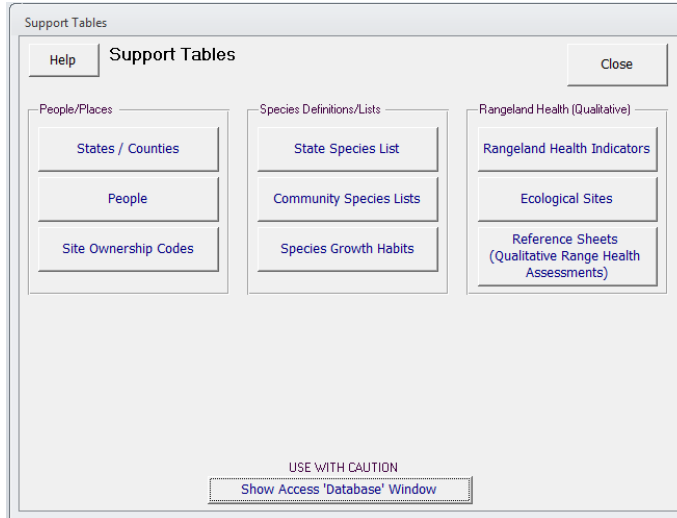 Support Tables
Help
Support Tables
Close
People/Places
States / Counties
People
Site Ownership Codes
Species Definitions/Lists
State Species List
Community Species Lists
Species Growth Habits
Rangeland Health (Qualitative)
Rangeland Health Indicators
Ecological Sites
Reference Sheets
(Qualitative Range Health
Assessments)
USE WITH CAUTION
Show Access 'Database' Window